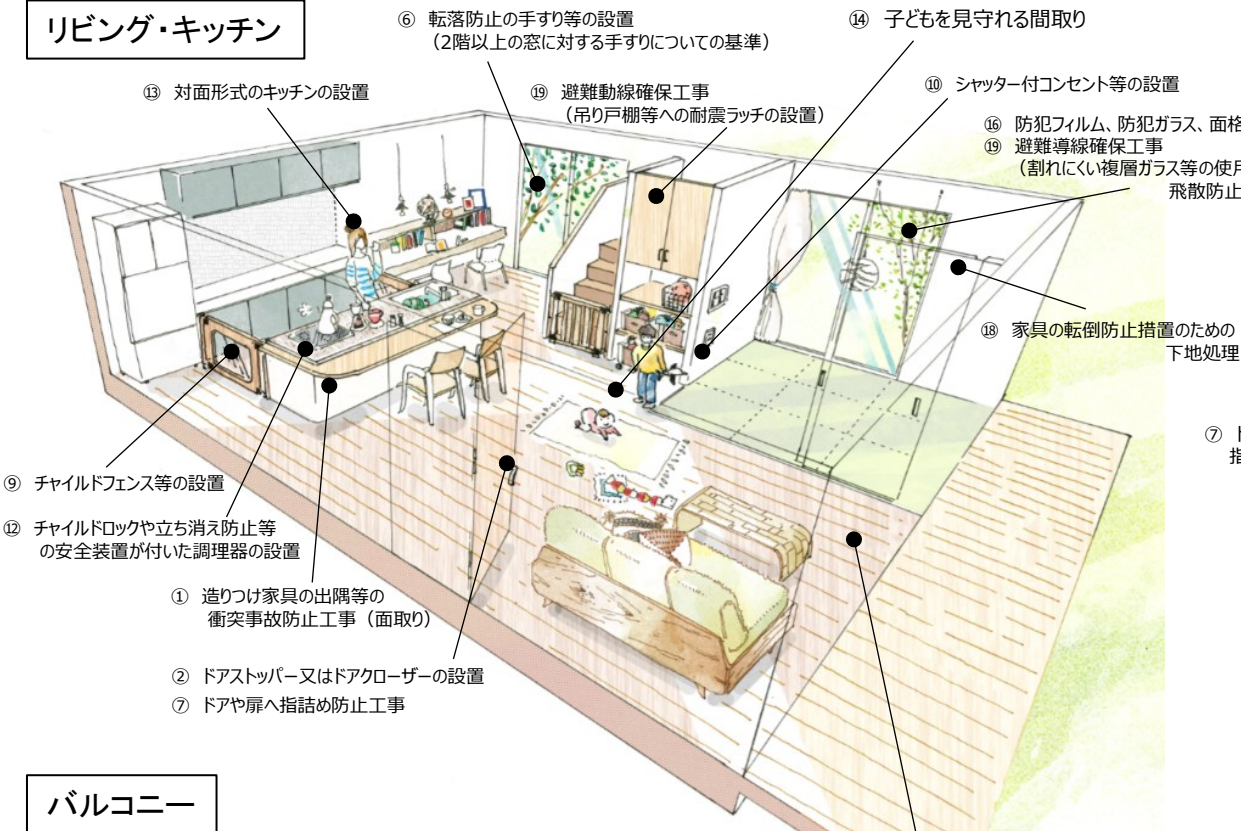 リビング・キッチン
⑥ 転落防止の手すり等の設置
（２階以上の窓に対する手すりについての基準）
⑭ 子どもを見守れる間取り
⑬ 対面形式のキッチンの設置
⑲ 避難動線確保工事
（吊り戸棚等への耐震ラッチの設置）
⑩ シャッター付コンセント等の設置
⑯ 防犯フィルム、防犯ガラス、面格
⑲ 避難導線確保工事
（割れにくい複層ガラス等の使用
飛散防止
⑱ 家具の転倒防止措置のための
下地処理
⑦
⑨ チャイルドフェンス等の設置
⑫ チャイルドロックや立ち消え防止等
の安全装置が付いた調理器の設置
① 造りつけ家具の出隅等の
衝突事故防止工事（面取り）
② ドアストッパー又はドアクローザーの設置
⑦ ドアや扉へ指詰め防止工事
バルコニー